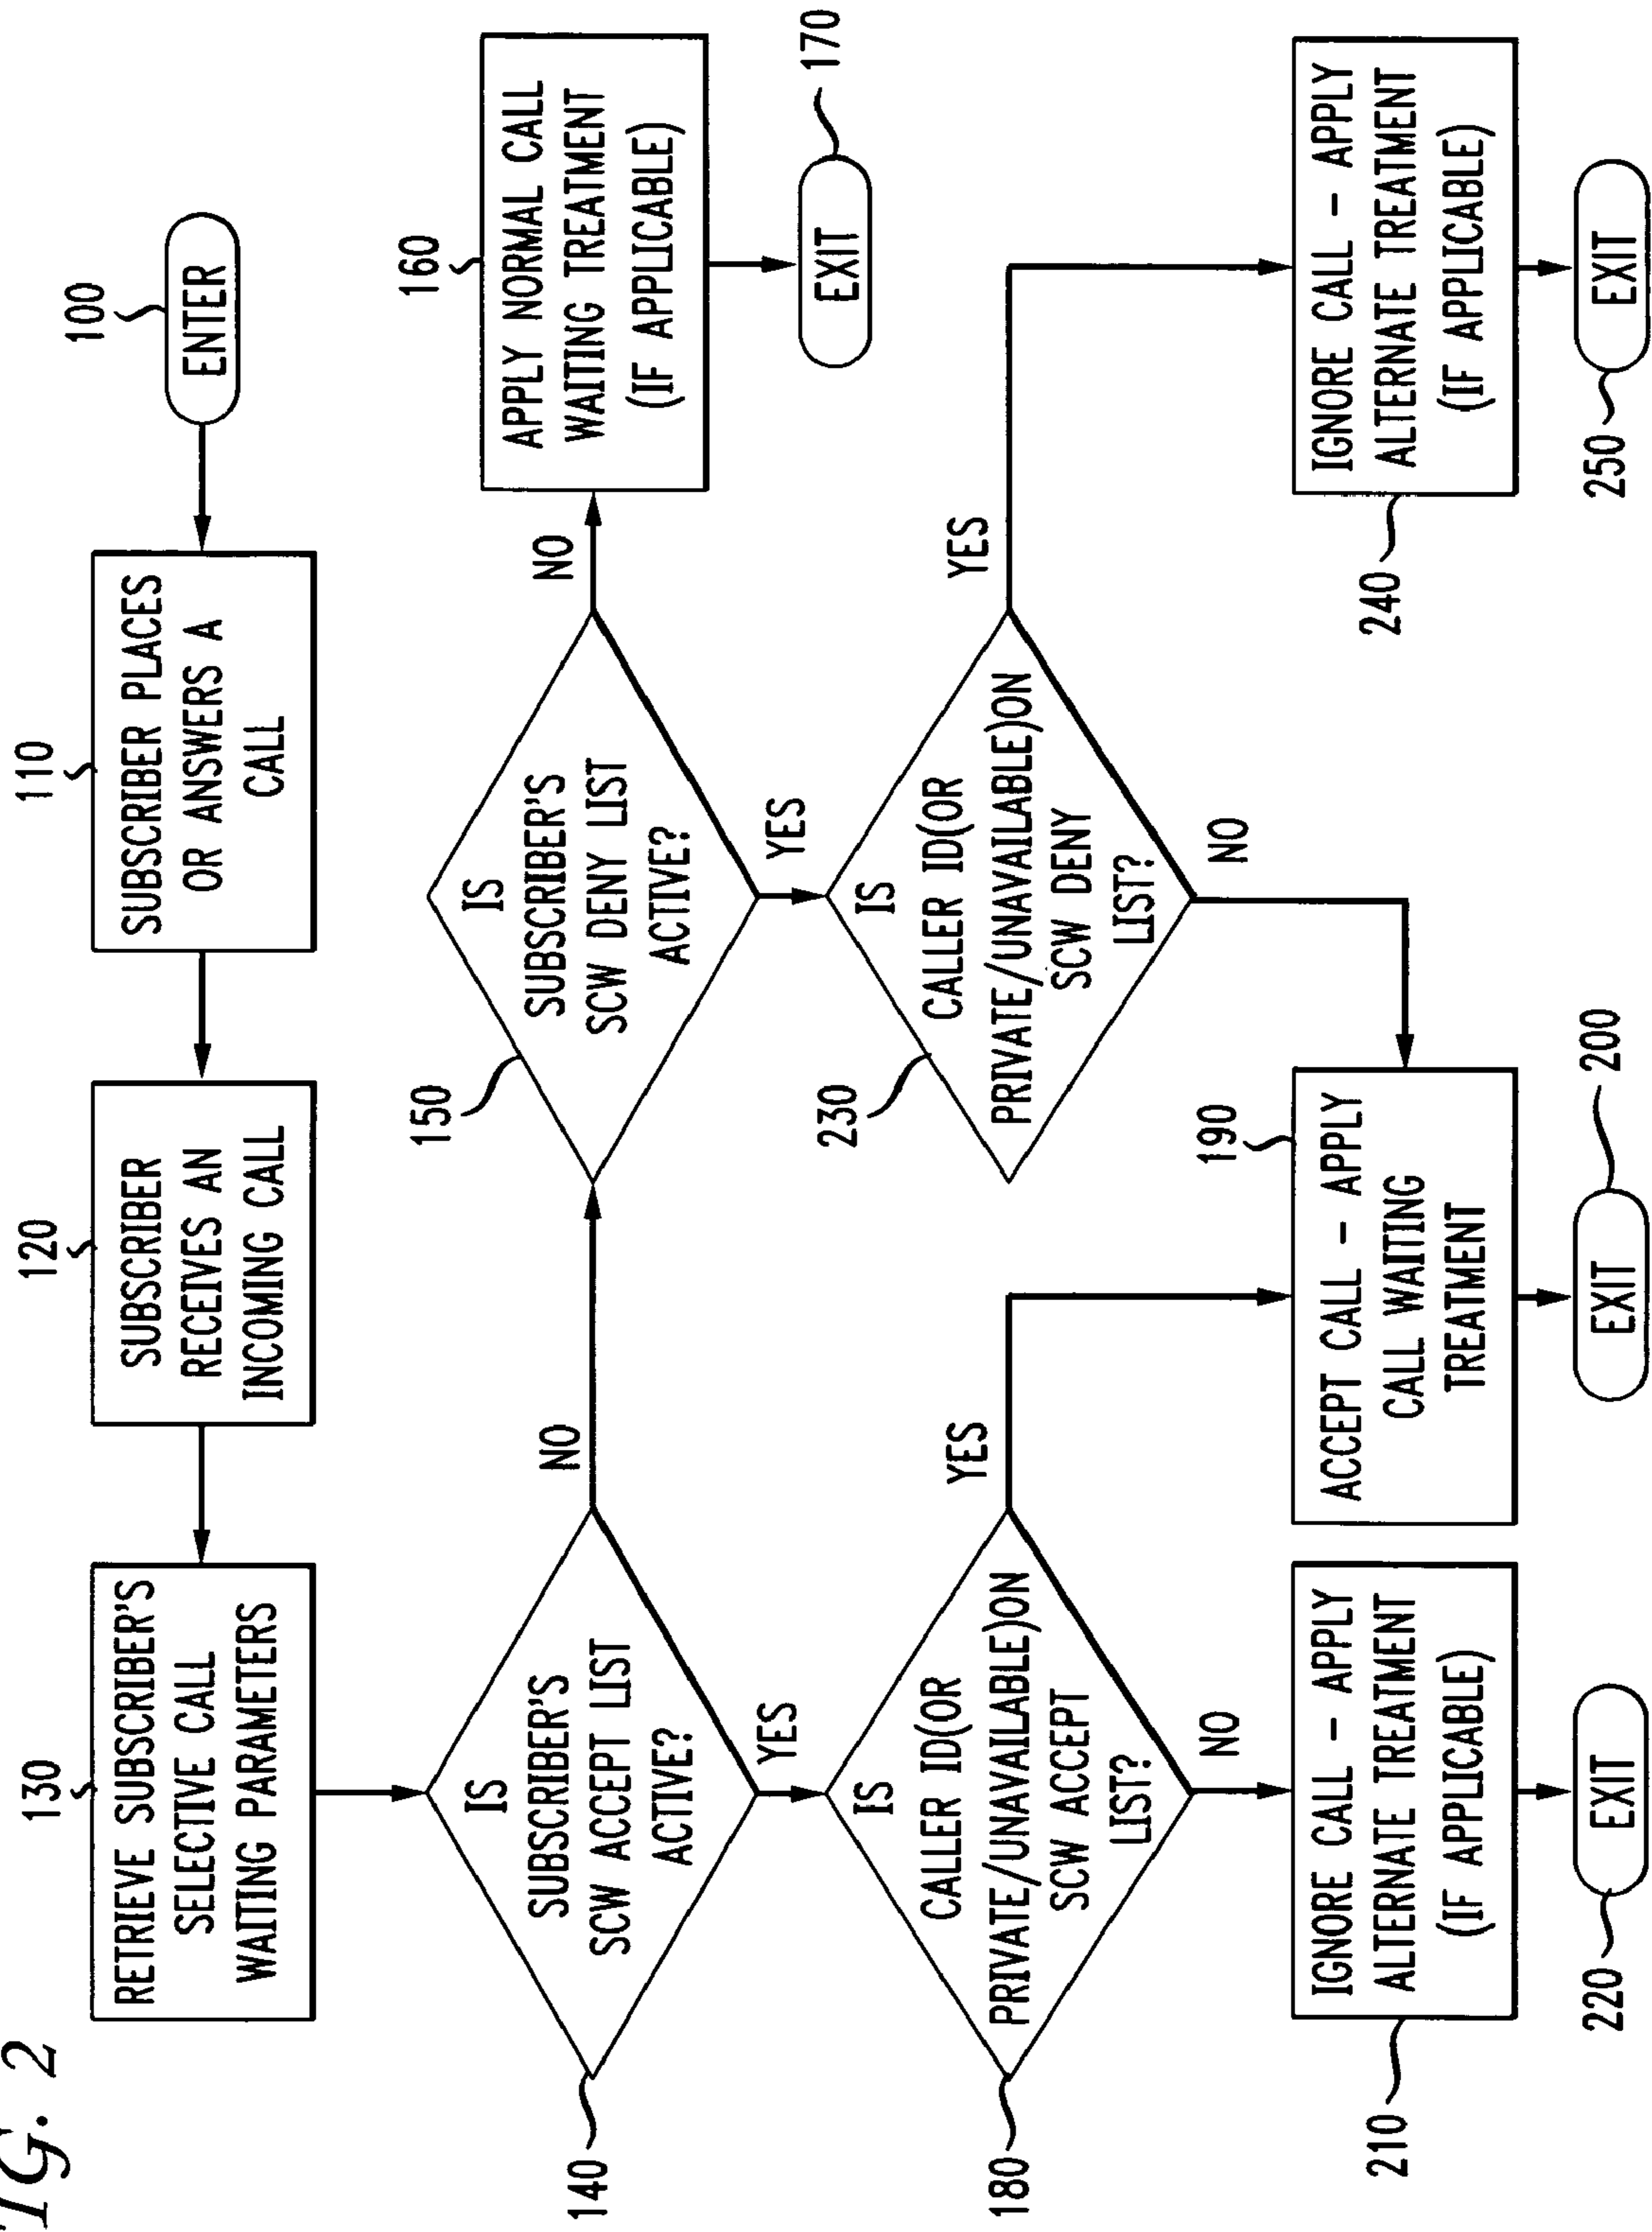 TG. 2
100
ENTER
110
SUBSCRIBER PLACES
OR ANSWERS A
CALL
120
SUBSCRIBER
RECEIVES AN
INCOMING CALL
130
RETRIEVE SUBSCRIBER'S
SELECTIVE CALL
WAITING PARAMETERS
140
IS
SUBSCRIBER'S
SCW ACCEPT LIST
ACTIVE?
NO
YES
150
IS
SUBSCRIBER'S
SCW DENY LIST
ACTIVE?
NO
YES
160
APPLY NORMAL CALL
WAITING TREATMENT
(IF APPLICABLE)
EXIT
170
180
IS
CALLER ID(OR
PRIVATE/UNAVAILABLE)ON
SCW ACCEPT
LIST?
YES
NO
230
IS
CALLER ID(OR
PRIVATE/UNAVAILABLE)ON
SCW DENY
LIST?
YES
NO
210
IGNORE CALL – APPLY
ALTERNATE TREATMENT
(IF APPLICABLE)
220
EXIT
190
ACCEPT CALL – APPLY
CALL WAITING
TREATMENT
EXIT
200
240
IGNORE CALL – APPLY
ALTERNATE TREATMENT
(IF APPLICABLE)
250
EXIT